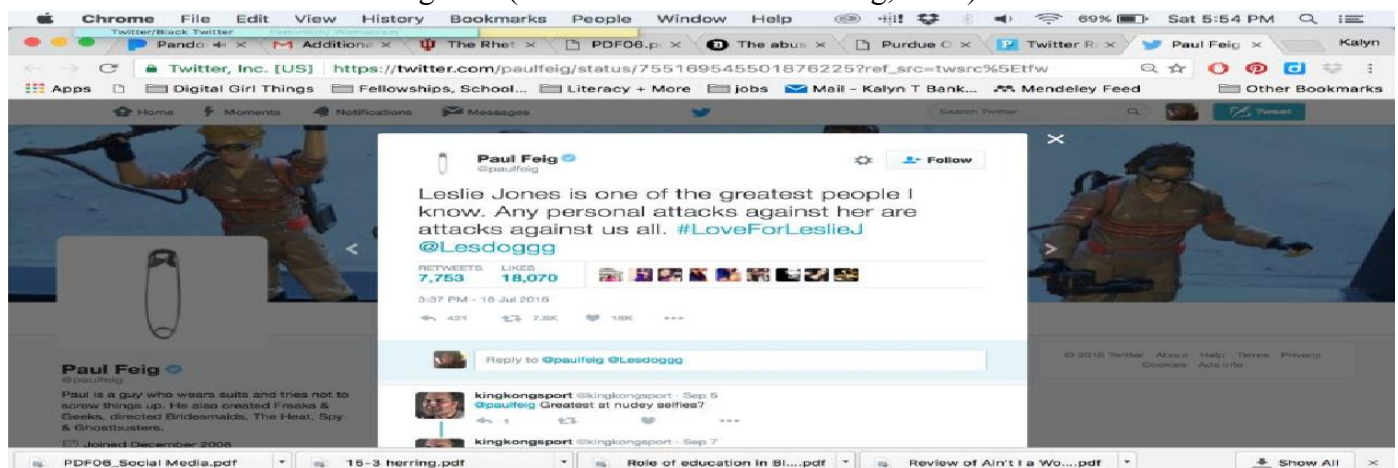 Chrome File Edit View History Bookmarks People Window Help 69% Sat 5:54 PM
Twitter/Black Twitter
Pando × Additiona × The Rhet × PDF06.p × The abus × Purdue O × Twitter R × Paul Feig × Kalyn
Twitter, Inc. [US] https://twitter.com/paulfeig/status/755169545501876225?ref_src=twsrc%5Etfw
Apps Digital Girl Things Fellowships, School... Literacy + More jobs Mail - Kalyn T Bank... Mendeley Feed Other Bookmarks
Home Moments Notifications Messages Search Twitter Tweet
Paul Feig
@paulfeig
Follow
Leslie Jones is one of the greatest people I
know. Any personal attacks against her are
attacks against us all. #LoveForLeslieJ
@Lesdoggg
RETWEETS LIKES
7,753 18,070
3:37 PM - 18 Jul 2016
421 7.8K 18K
Reply to @paulfeig @Lesdoggg
kingkongsport @kingkongsport · Sep 5
@paulfeig Greatest at nudey selfies?
1
kingkongsport @kingkongsport · Sep 7
Paul Feig
@paulfeig
Paul is a guy who wears suits and tries not to
screw things up. He also created Freaks &
Geeks, directed Bridesmaids, The Heat, Spy
& Ghostbusters.
Joined December 2008
© 2016 Twitter About Help Terms Privacy
Cookies Ads info
PDF06_Social Media.pdf 15-3 herring.pdf Role of education in Bl....pdf Review of Ain't I a Wo....pdf Show All ×